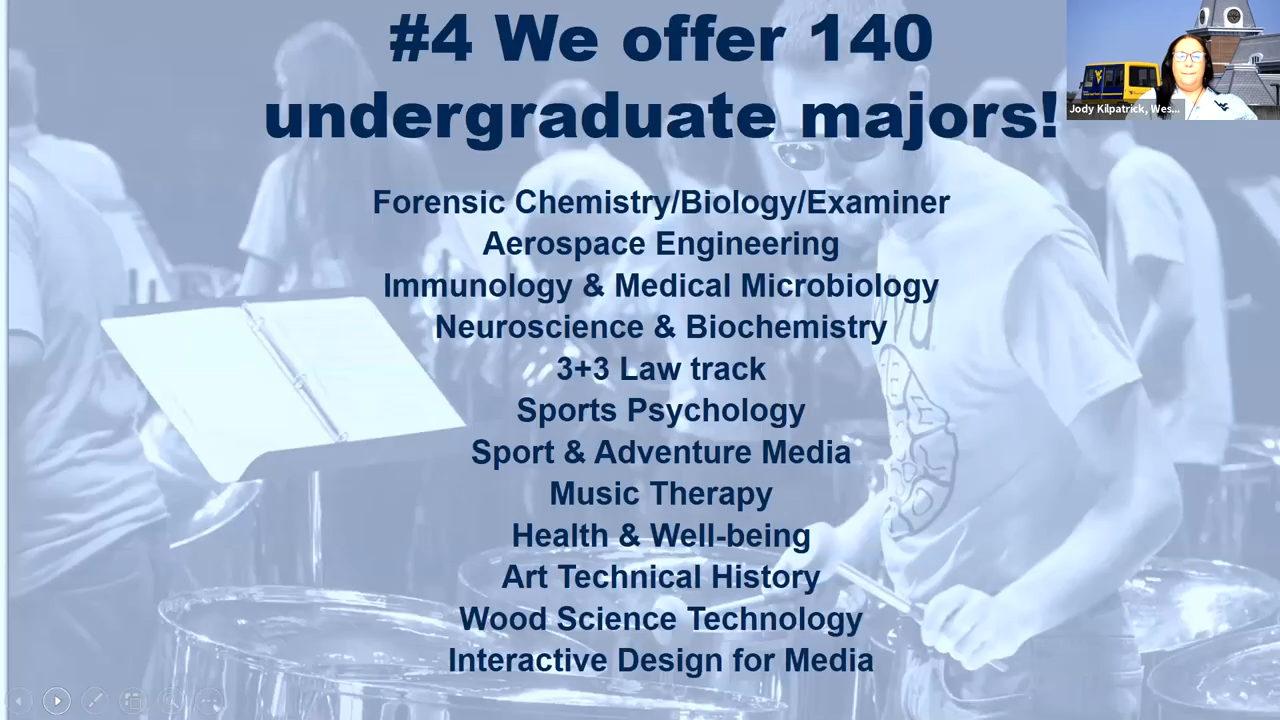 #4 We offer 140
undergraduate majors!
Jody Kilpatrick, Wes...
Forensic Chemistry/Biology/Examiner
Aerospace Engineering
Immunology & Medical Microbiology
Neuroscience & Biochemistry
3+3 Law track
Sports Psychology
Sport & Adventure Media
Music Therapy
Health & Well-being
Art Technical History
Wood Science Technology
Interactive Design for Media